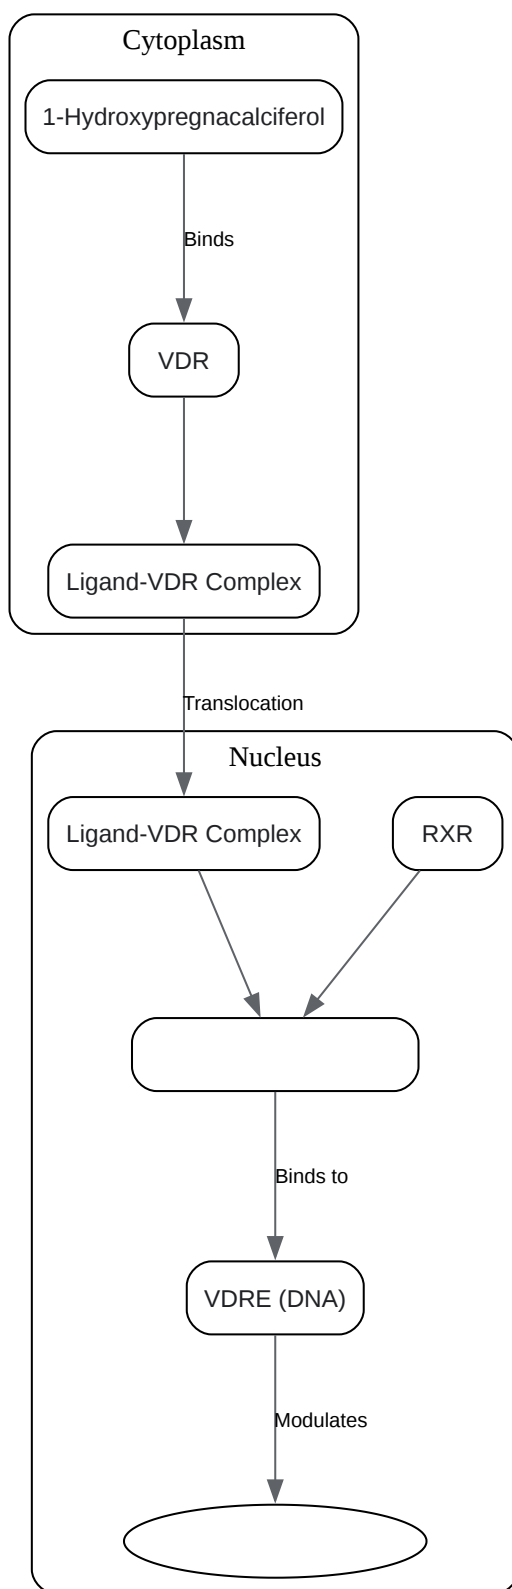 Cytoplasm
1-Hydroxypregnacalciferol
Binds
VDR
Ligand-VDR Complex
Translocation
Nucleus
Ligand-VDR Complex
RXR
Binds to
VDRE (DNA)
Modulates